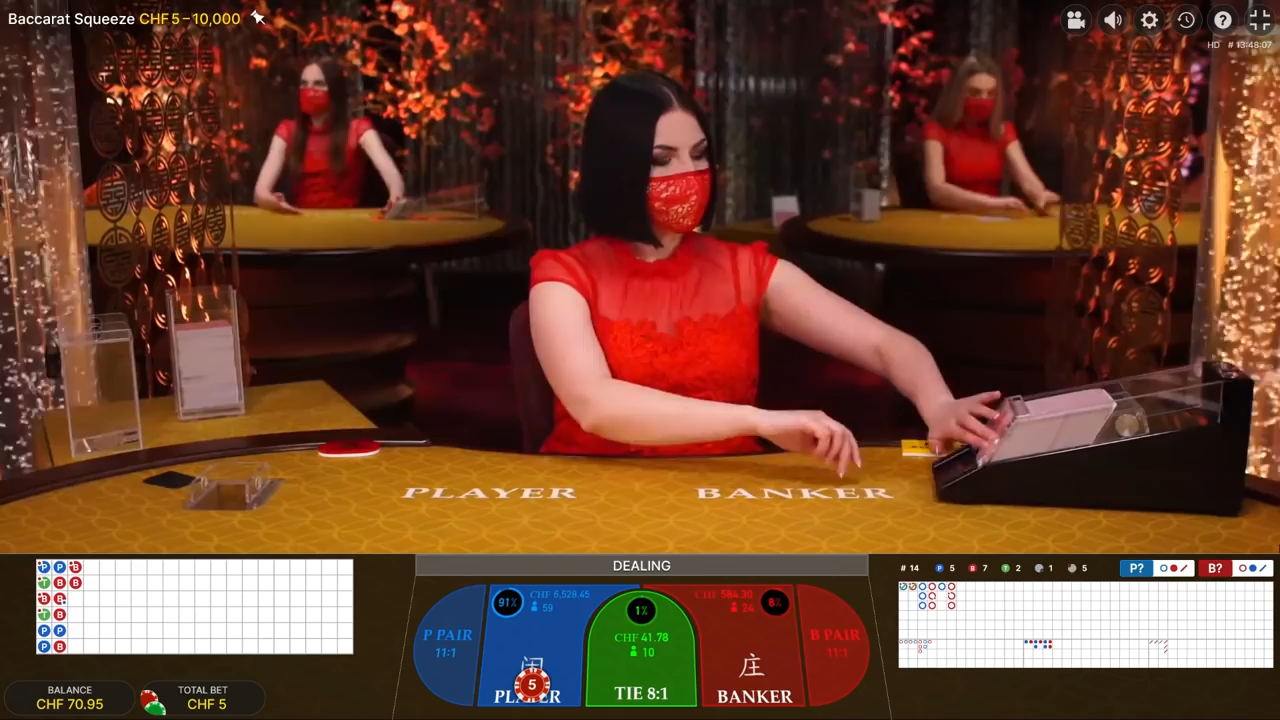 Baccarat Squeeze CHF 5 – 10,000
HD # 13:48:07
PLAYER BANKER
P P B
T B B
B B
T B
P P
P B
DEALING
91%
CHF 6,528.45
59
1%
CHF 41.78
10
CHF 584.30
24
8%
P PAIR
11:1
闲
5
PLAYER
TIE 8:1
庄
BANKER
B PAIR
11:1
# 14 P 5 B 7 T 2 1 5
P? B?
BALANCE
CHF 70.95
TOTAL BET
CHF 5